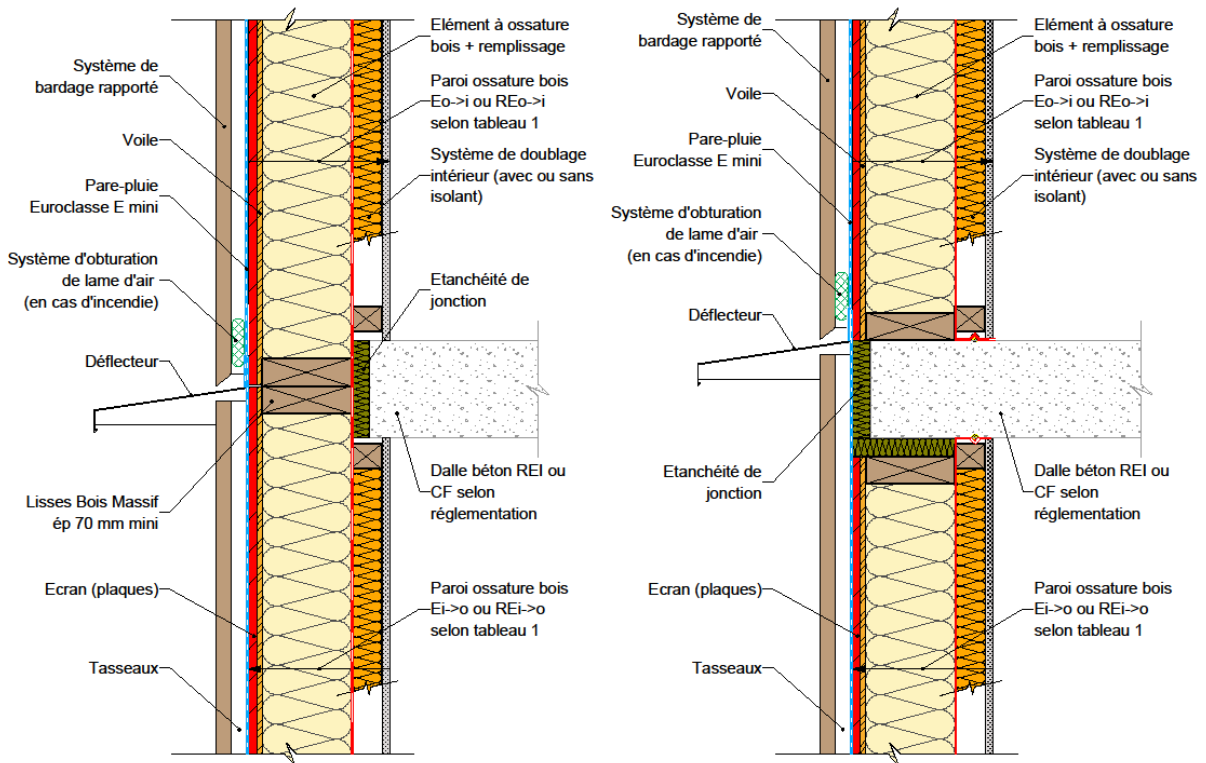 Système de
bardage rapporté
Voile
Pare-pluie
Euroclasse E mini
Système d'obturation
de lame d'air
(en cas d'incendie)
Déflecteur
Lisses Bois Massif
ép 70 mm mini
Ecran (plaques)
Tasseaux
Elément à ossature
bois + remplissage
Paroi ossature bois
Eo->i ou REo->i
selon tableau 1
Système de doublage
intérieur (avec ou sans
isolant)
Etanchéité de
jonction
Dalle béton REI ou
CF selon
réglementation
Paroi ossature bois
Ei->o ou REi->o
selon tableau 1
Système de
bardage rapporté
Voile
Pare-pluie
Euroclasse E mini
Système d'obturation
de lame d'air
(en cas d'incendie)
Déflecteur
Etanchéité de
jonction
Ecran (plaques)
Tasseaux
Elément à ossature
bois + remplissage
Paroi ossature bois
Eo->i ou REo->i
selon tableau 1
Système de doublage
intérieur (avec ou sans
isolant)
Dalle béton REI ou
CF selon
réglementation
Paroi ossature bois
Ei->o ou REi->o
selon tableau 1